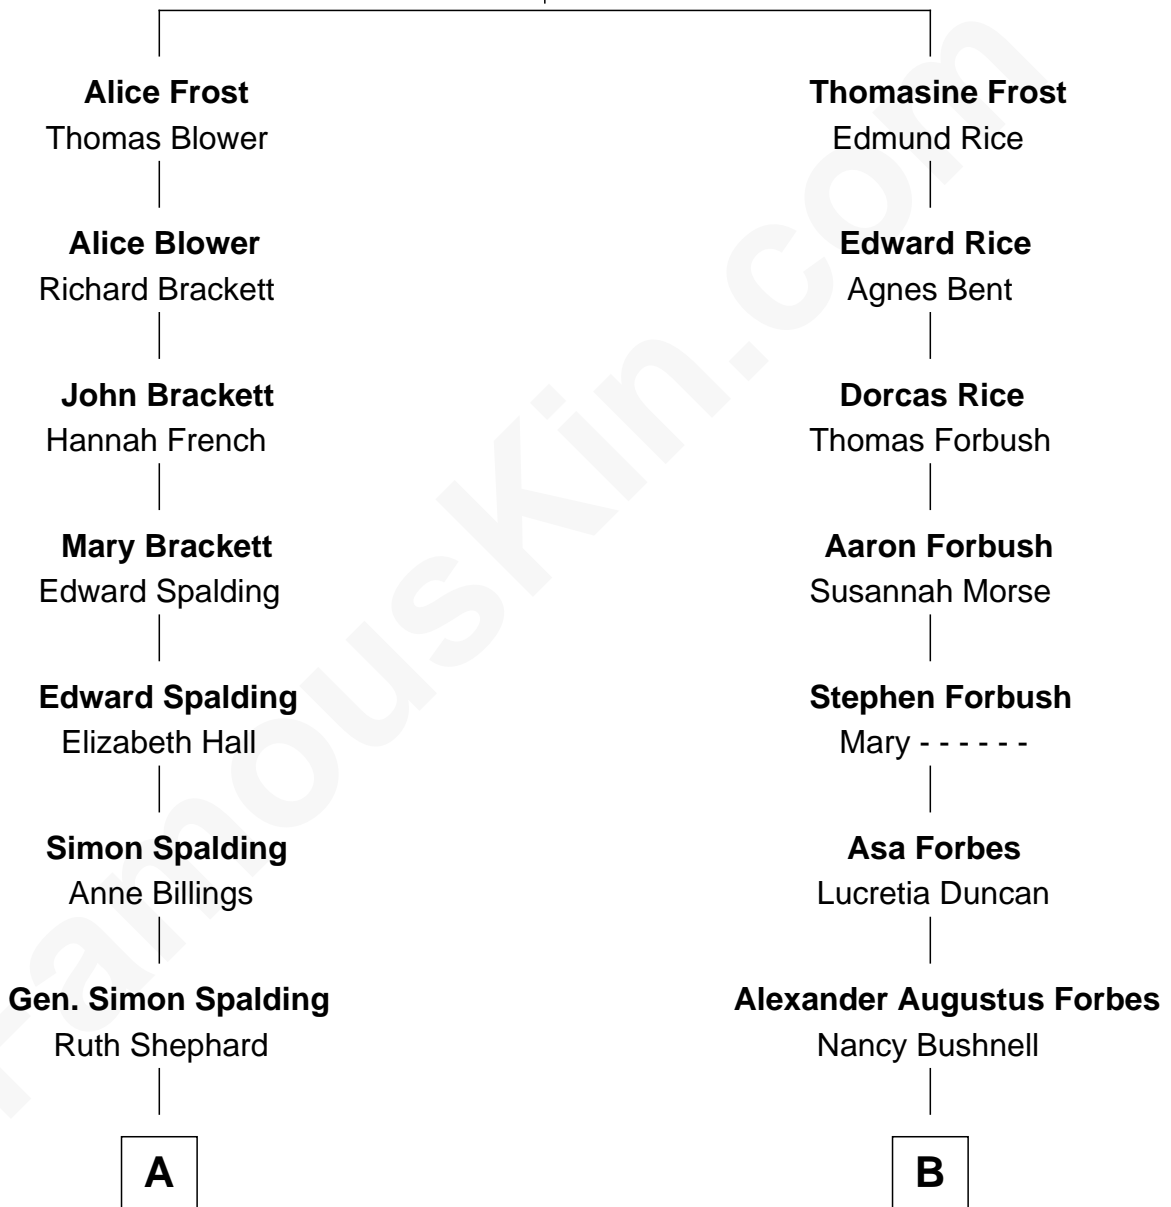 Alice Frost
Thomas Blower
Thomasine Frost
Edmund Rice
Alice Blower
Richard Brackett
Edward Rice
Agnes Bent
John Brackett
Hannah French
Dorcas Rice
Thomas Forbush
Mary Brackett
Edward Spalding
Aaron Forbush
Susannah Morse
Edward Spalding
Elizabeth Hall
Stephen Forbush
Mary - - - - - -
Simon Spalding
Anne Billings
Asa Forbes
Lucretia Duncan
Gen. Simon Spalding
Ruth Shephard
Alexander Augustus Forbes
Nancy Bushnell
A
B
FamousKin.com